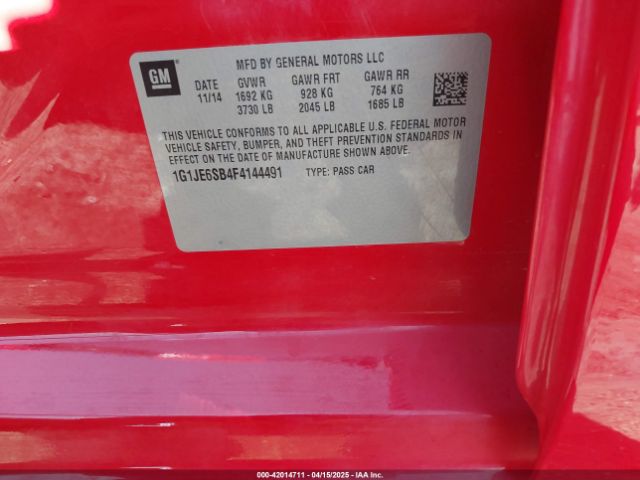 GM
MFD BY GENERAL MOTORS LLC
DATE GVWR GAWR FRT GAWR RR
11/14 1692 KG 928 KG 764 KG
3730 LB 2045 LB 1685 LB
THIS VEHICLE CONFORMS TO ALL APPLICABLE U.S. FEDERAL MOTOR
VEHICLE SAFETY, BUMPER, AND THEFT PREVENTION STANDARDS IN
EFFECT ON THE DATE OF MANUFACTURE SHOWN ABOVE.
1G1JE6SB4F4144491 TYPE: PASS CAR
000-42014711 - 04/15/2025 - IAAI.COM